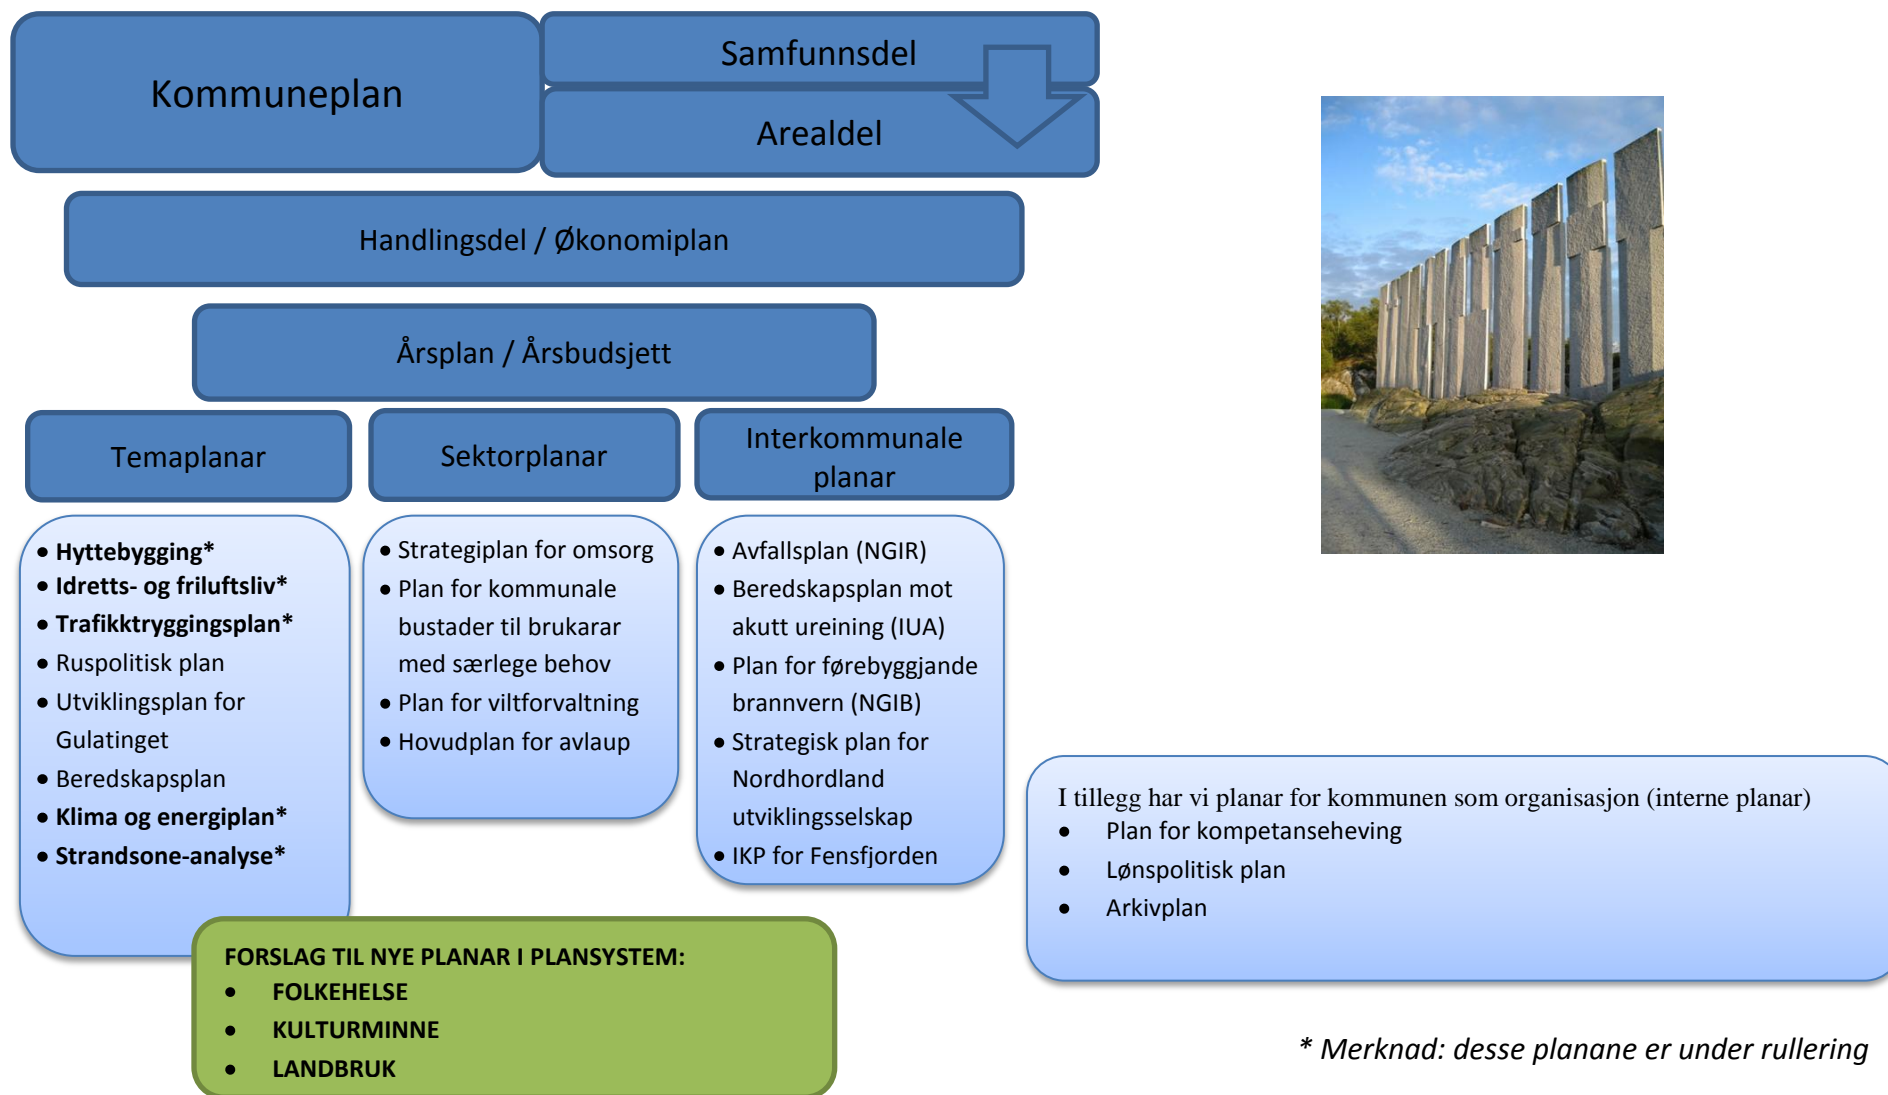 Kommuneplan
Samfunnsdel
Arealdel
Handlingsdel / Økonomiplan
Årsplan / Årsbudsjett
Temaplanar
Sektorplanar
Interkommunale
planar
• Hyttebygging*
• Idretts- og friluftsliv*
• Trafikktryggingsplan*
• Ruspolitisk plan
• Utviklingsplan for
Gulatinget
• Beredskapsplan
• Klima og energiplan*
• Strandsone-analyse*
• Strategiplan for omsorg
• Plan for kommunale
bustader til brukarar
med særlege behov
• Plan for viltforvaltning
• Hovudplan for avlaup
• Avfallsplan (NGIR)
• Beredskapsplan mot
akutt ureining (IUA)
• Plan for førebyggjande
brannvern (NGIB)
• Strategisk plan for
Nordhordland
utviklingsselskap
• IKP for Fensfjorden
I tillegg har vi planar for kommunen som organisasjon (interne planar)
• Plan for kompetanseheving
• Lønspolitisk plan
• Arkivplan
FORSLAG TIL NYE PLANAR I PLANSYSTEM:
• FOLKEHELSE
• KULTURMINNE
• LANDBRUK
* Merknad: desse planane er under rullering